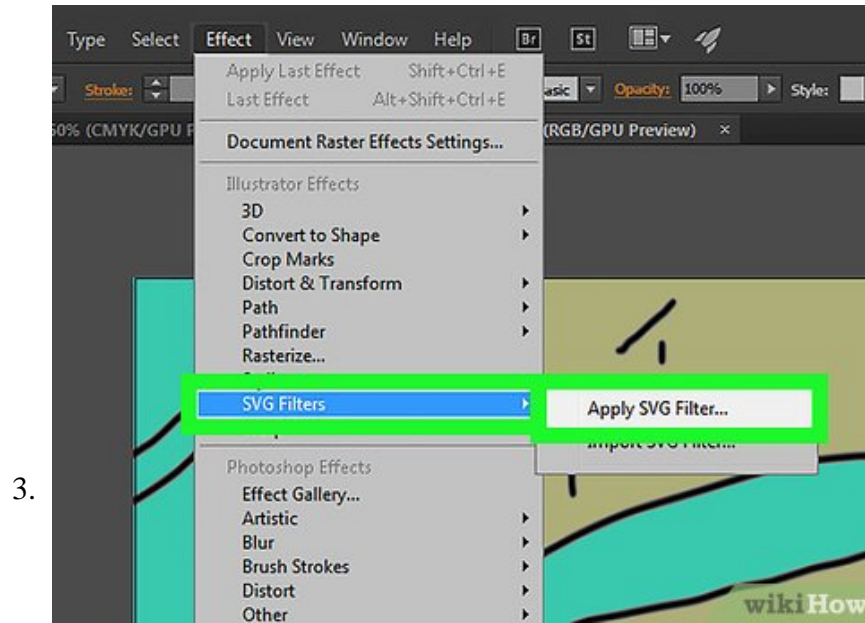 Type Select Effect View Window Help Br St
Apply Last Effect Shift+Ctrl+E
Stroke: Opacity: 100% Style:
Last Effect Alt+Shift+Ctrl+E
(CMYK/GPU (RGB/GPU Preview) ×
Document Raster Effects Settings...
Illustrator Effects
3D
Convert to Shape
Crop Marks
Distort & Transform
Path
Pathfinder
Rasterize...
SVG Filters
Apply SVG Filter...
Import SVG Filter...
Photoshop Effects
3.
Effect Gallery...
Artistic
Blur
Brush Strokes
Distort
Other
wikiHow